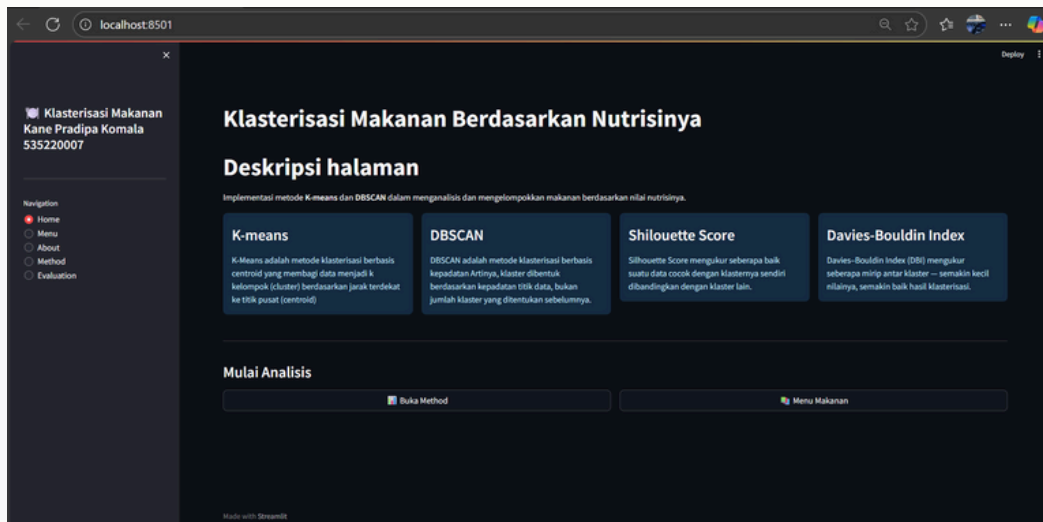 localhost:8501
Deploy
Klasterisasi Makanan
Kane Pradipa Komala
535220007
Navigation
Home
Menu
About
Method
Evaluation
Klasterisasi Makanan Berdasarkan Nutrisinya
Deskripsi halaman
Implementasi metode K-means dan DBSCAN dalam menganalisis dan mengelompokkan makanan berdasarkan nilai nutrisinya.
K-means
K-Means adalah metode klasterisasi berbasis
centroid yang membagi data menjadi k
kelompok (cluster) berdasarkan jarak terdekat
ke titik pusat (centroid)
DBSCAN
DBSCAN adalah metode klasterisasi berbasis
kepadatan Artinya, klaster dibentuk
berdasarkan kepadatan titik data, bukan
jumlah klaster yang ditentukan sebelumnya.
Shilouette Score
Silhouette Score mengukur seberapa baik
suatu data cocok dengan klasternya sendiri
dibandingkan dengan klaster lain.
Davies-Bouldin Index
Davies-Bouldin Index (DBI) mengukur
seberapa mirip antar klaster — semakin kecil
nilainya, semakin baik hasil klasterisasi.
Mulai Analisis
Buka Method
Menu Makanan
Made with Streamlit